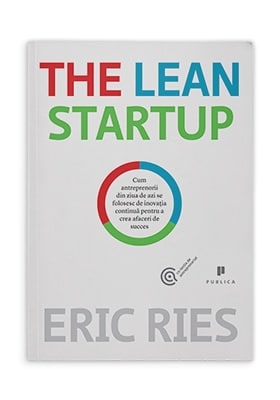 THE LEAN
STARTUP
Cum
antreprenorii
din ziua de azi se
folosesc de inovația
continuă pentru a
crea afaceri de
succes
PUBLICA
ERIC RIES